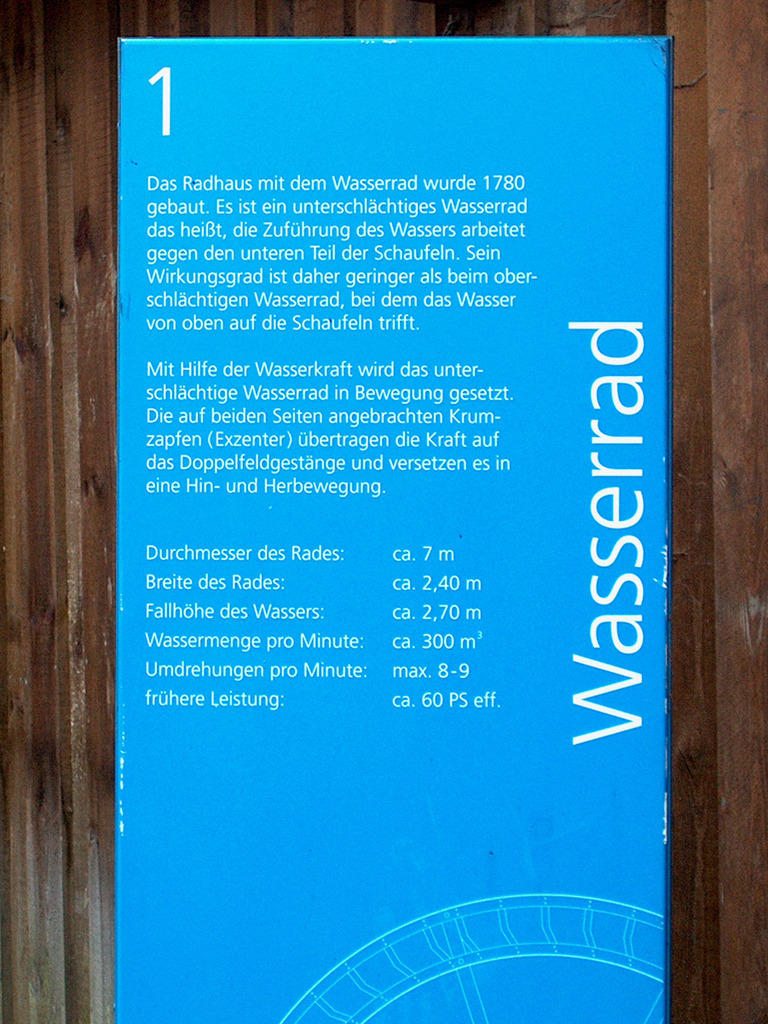 1
Das Radhaus mit dem Wasserrad wurde 1780
gebaut. Es ist ein unterschlächtiges Wasserrad
das heißt, die Zuführung des Wassers arbeitet
gegen den unteren Teil der Schaufeln. Sein
Wirkungsgrad ist daher geringer als beim ober-
schlächtigen Wasserrad, bei dem das Wasser
von oben auf die Schaufeln trifft.
Mit Hilfe der Wasserkraft wird das unter-
schlächtige Wasserrad in Bewegung gesetzt.
Die auf beiden Seiten angebrachten Krum-
zapfen (Exzenter) übertragen die Kraft auf
das Doppelfeldgestänge und versetzen es in
eine Hin- und Herbewegung.
Durchmesser des Rades: ca. 7 m
Breite des Rades: ca. 2,40 m
Fallhöhe des Wassers: ca. 2,70 m
Wassermenge pro Minute: ca. 300 m³
Umdrehungen pro Minute: max. 8-9
frühere Leistung: ca. 60 PS eff.
Wasserrad